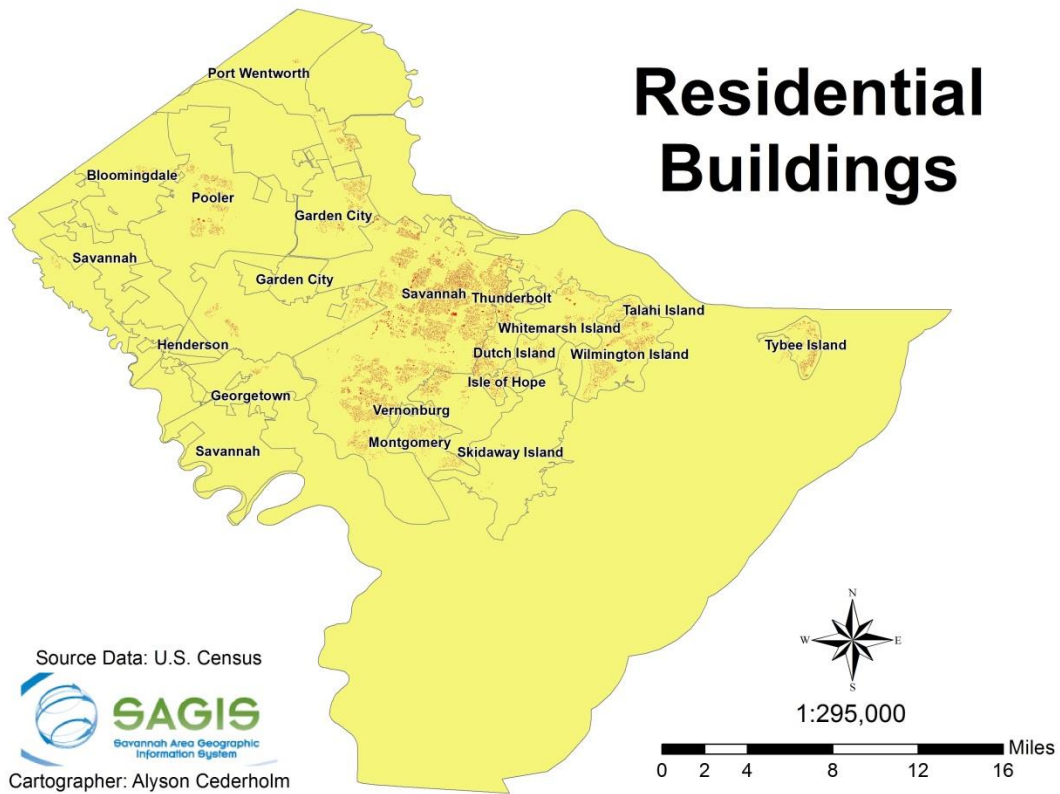 Residential
Buildings
Port Wentworth
Bloomingdale
Pooler
Garden City
Savannah
Garden City
Savannah
Thunderbolt
Talahi Island
Whitemarsh Island
Henderson
Dutch Island
Wilmington Island
Tybee Island
Isle of Hope
Georgetown
Vernonburg
Montgomery
Savannah
Skidaway Island
N
W
E
S
1:295,000
Miles
0 2 4 8 12 16
Source Data: U.S. Census
SAGIS
Savannah Area Geographic
Information System
Cartographer: Alyson Cederholm